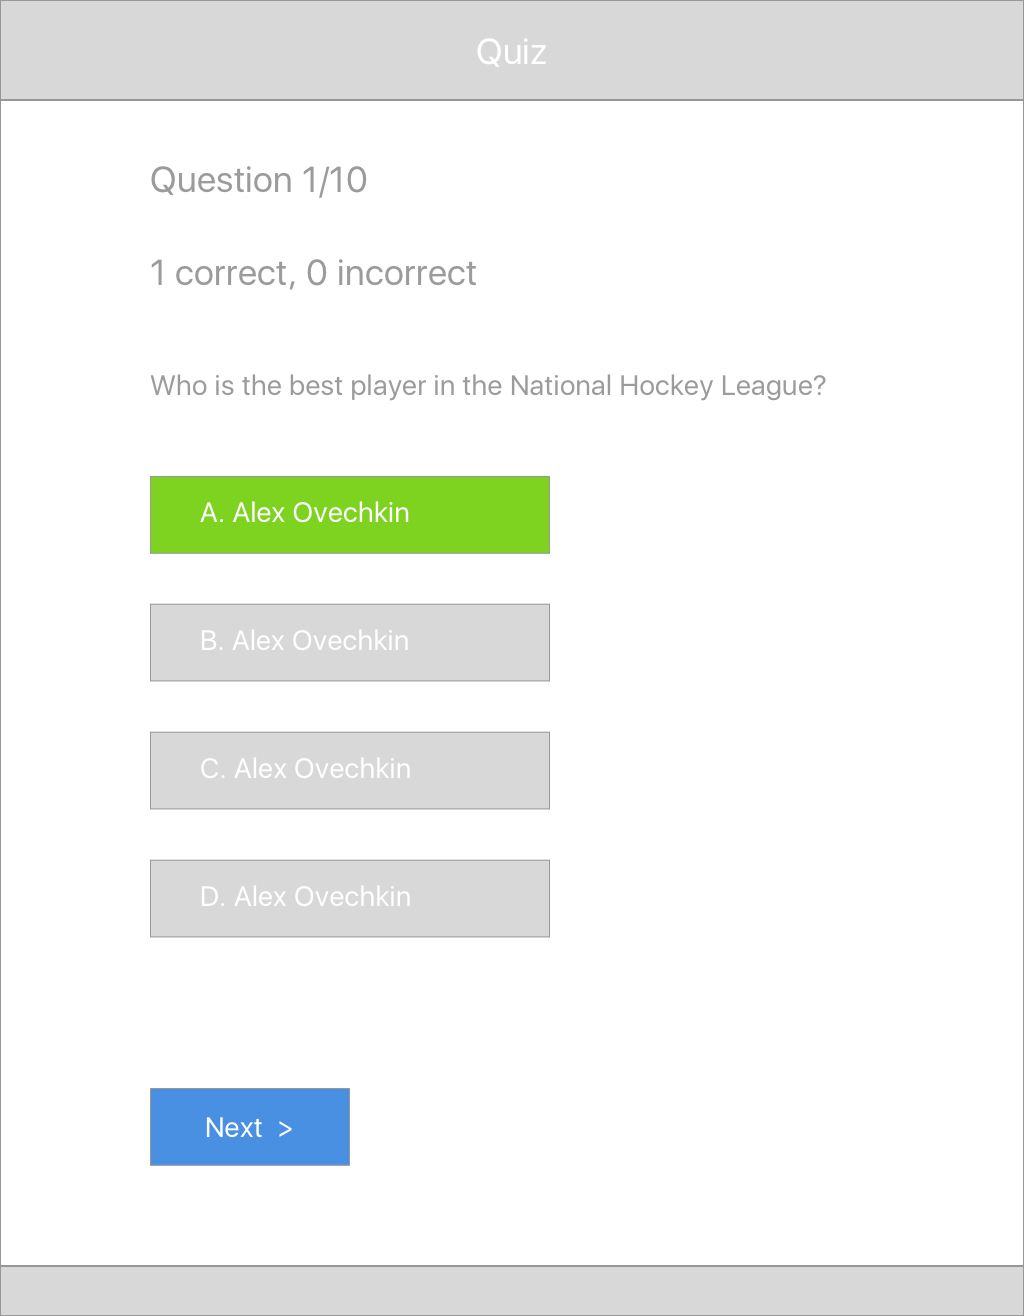 Quiz
Question 1/10
1 correct, 0 incorrect
Who is the best player in the National Hockey League?
A. Alex Ovechkin
B. Alex Ovechkin
C. Alex Ovechkin
D. Alex Ovechkin
Next >